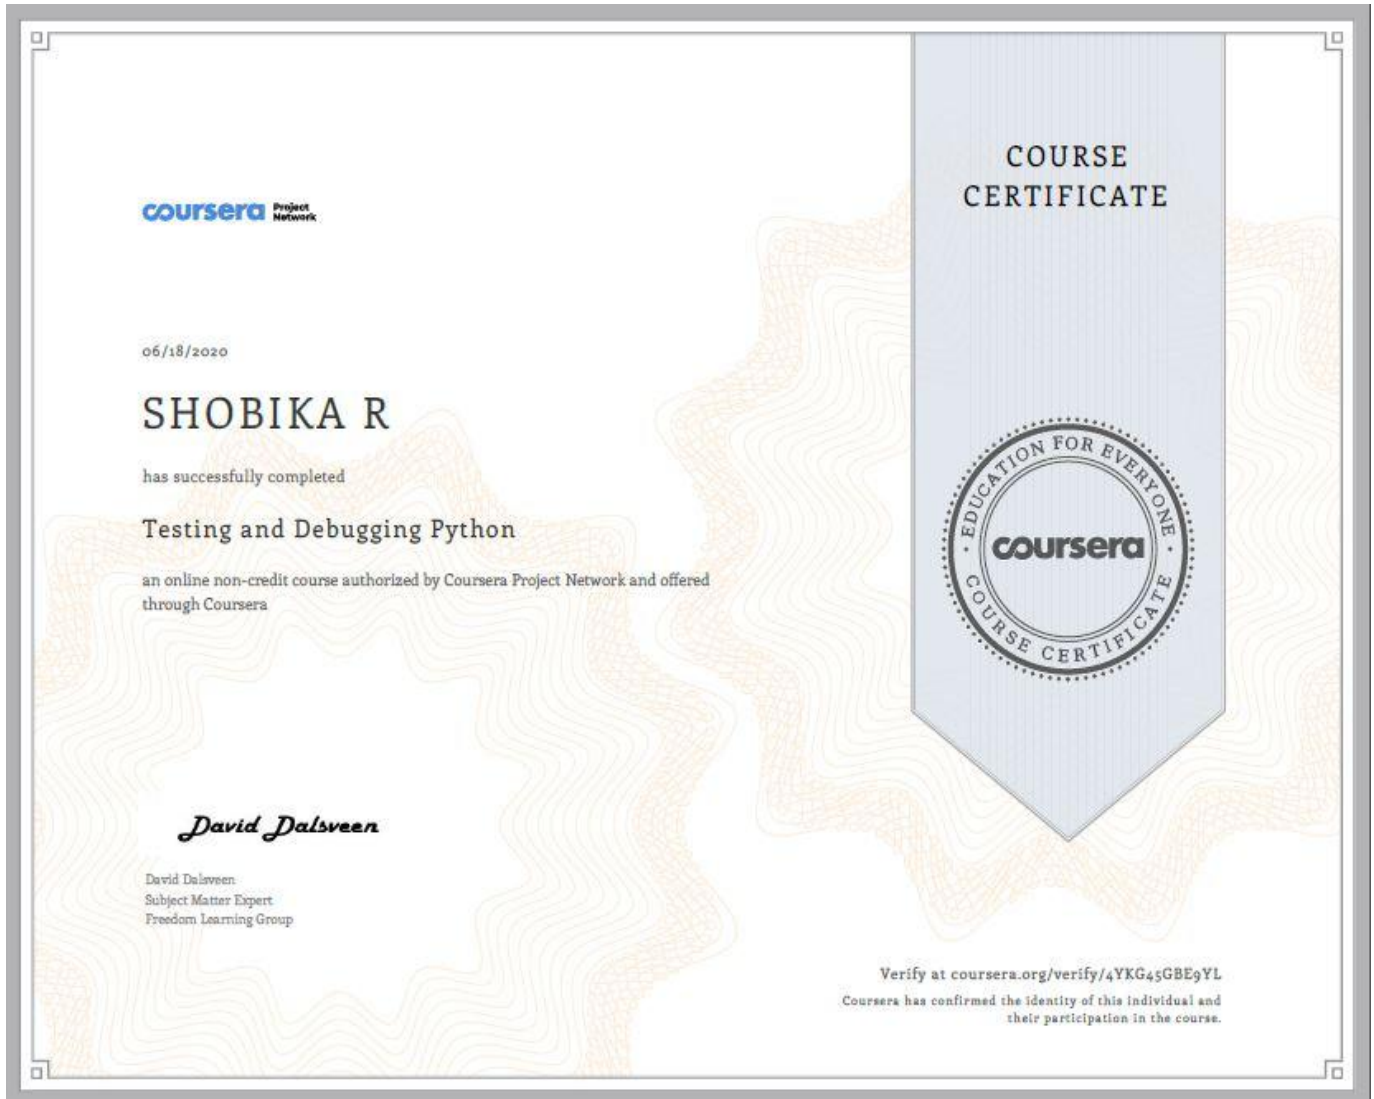 coursera Project Network
06/18/2020
SHOBIKA R
has successfully completed
Testing and Debugging Python
an online non-credit course authorized by Coursera Project Network and offered
through Coursera
David Dalsveen
David Dalsveen
Subject Matter Expert
Freedom Learning Group
COURSE
CERTIFICATE
EDUCATION FOR EVERYONE
coursera
COURSE CERTIFICATE
Verify at coursera.org/verify/4YKG45GBE9YL
Coursera has confirmed the identity of this individual and
their participation in the course.